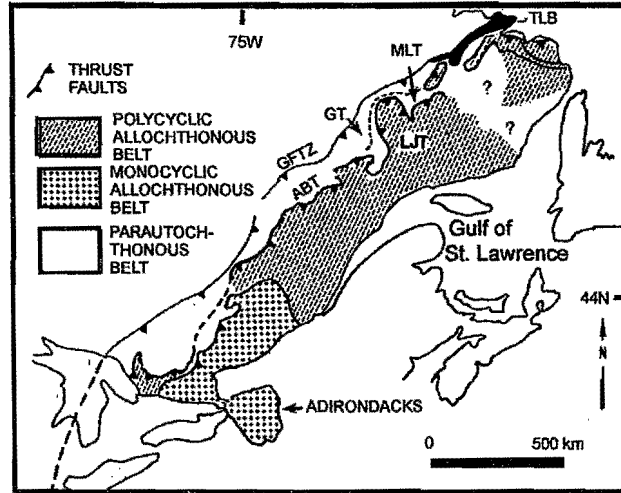 75W
TLB
MLT
THRUST
FAULTS
GT
?
POLYCYCLIC
ALLOCHTHONOUS
BELT
GFTZ
LJT
?
MONOCYCLIC
ALLOCHTHONOUS
BELT
ABT
PARAUTOCH-
THONOUS
BELT
Gulf of
St. Lawrence
44N
N
ADIRONDACKS
0 500 km